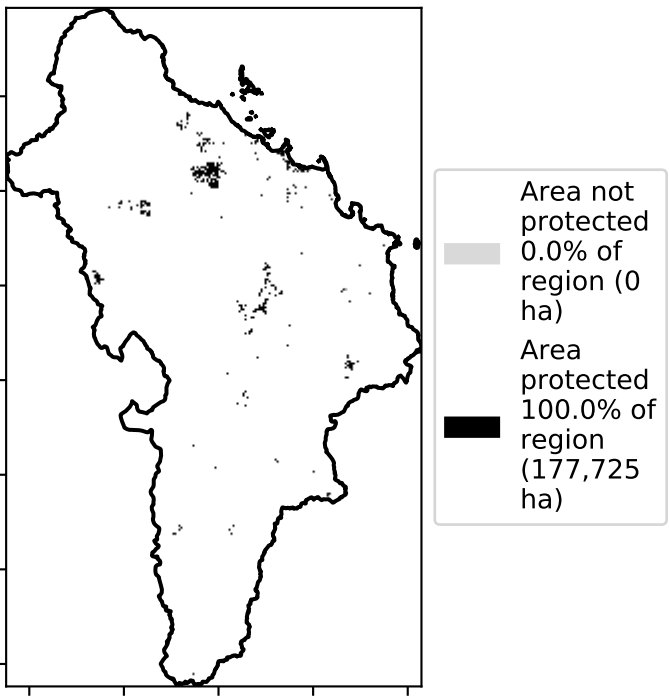 Area not
protected
0.0% of
region (0
ha)
Area
protected
100.0% of
region
(177,725
ha)